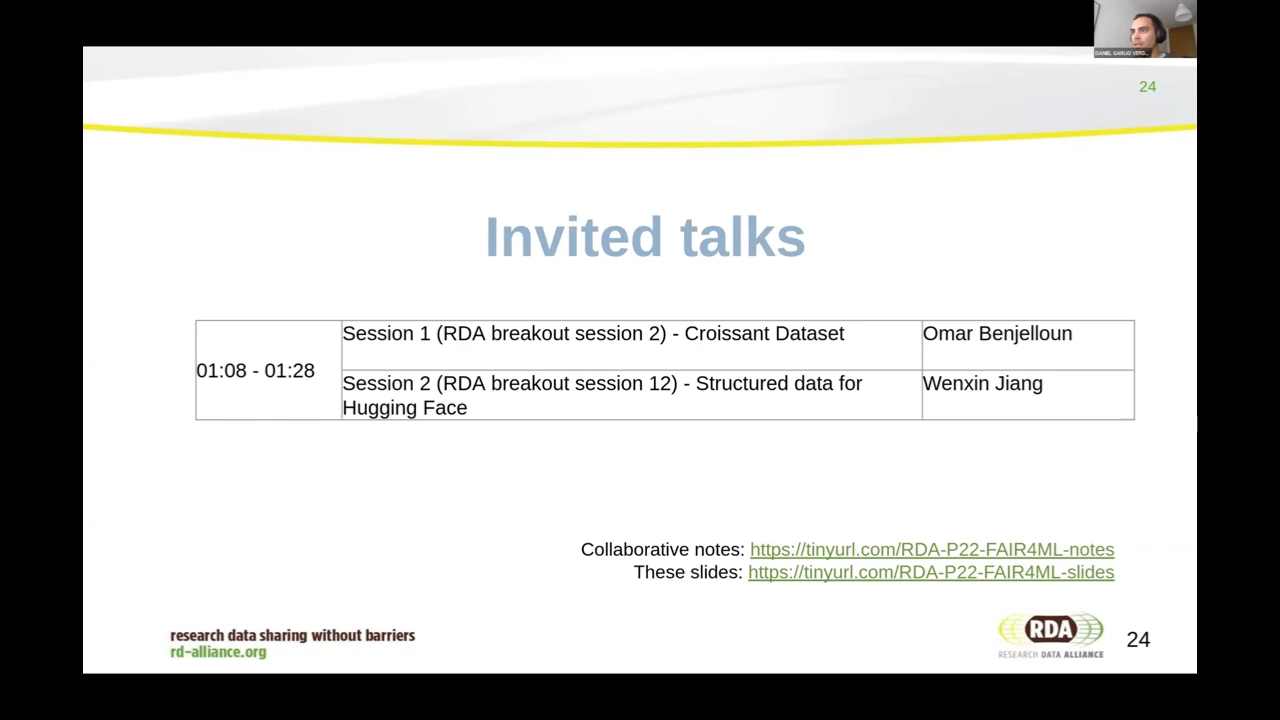 DANIEL GARIJO VERD...
24
Invited talks
01:08 - 01:28
Session 1 (RDA breakout session 2) - Croissant Dataset
Omar Benjelloun
Session 2 (RDA breakout session 12) - Structured data for
Hugging Face
Wenxin Jiang
Collaborative notes: https://tinyurl.com/RDA-P22-FAIR4ML-notes
These slides: https://tinyurl.com/RDA-P22-FAIR4ML-slides
research data sharing without barriers
rd-alliance.org
RDA
RESEARCH DATA ALLIANCE
24